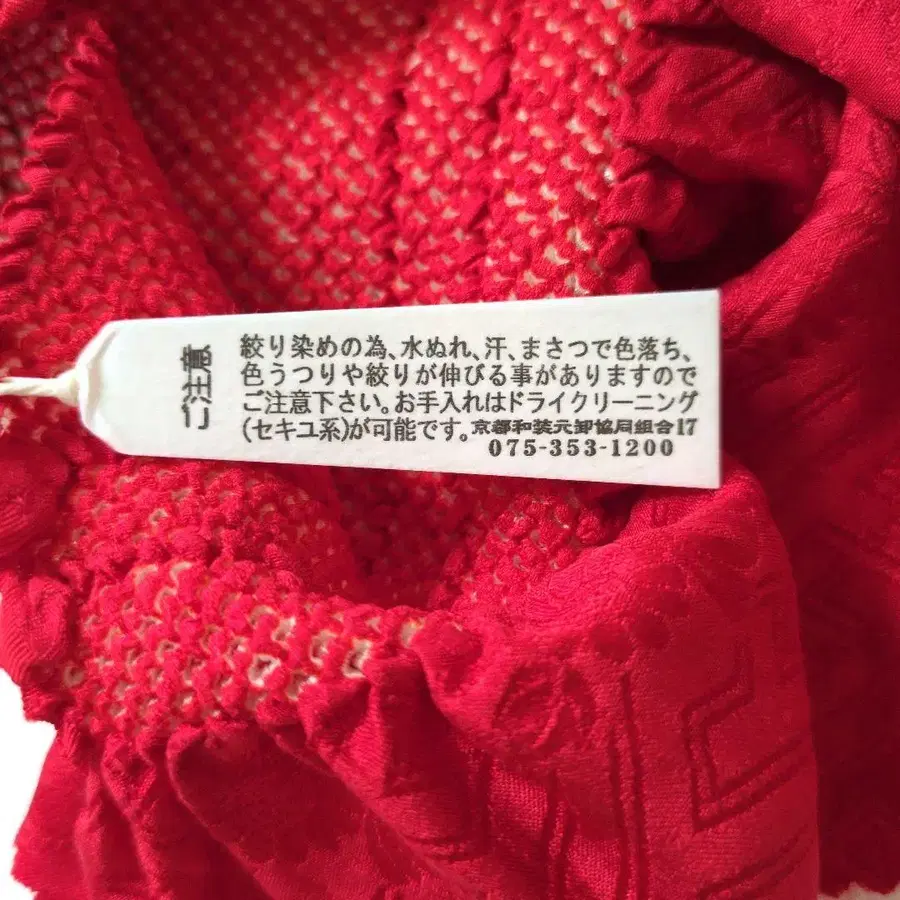 ご注意
絞り染めの為、水ぬれ、汗、まさつで色落ち、
色うつりや絞りが伸びる事がありますので
ご注意下さい。お手入れはドライクリーニング
(セキユ系)が可能です。京都和装元卸協同組合17
075-353-1200